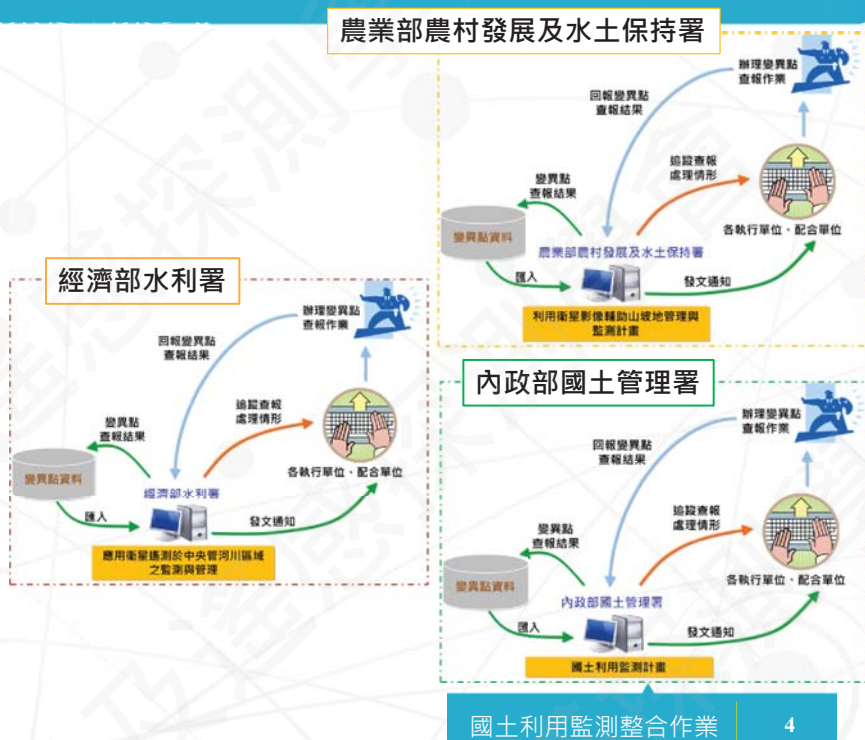 農業部農村發展及水土保持署
辦理變異點
查報作業
回報變異點
查報結果
追蹤查報
處理情形
變異點
查報結果
變異點資料
各執行單位、配合單位
農業部農村發展及水土保持署
匯入
發文通知
利用衛星影像輔助山坡地管理與
監測計畫
經濟部水利署
辦理變異點
查報作業
回報變異點
查報結果
追蹤查報
處理情形
變異點
查報結果
變異點資料
各執行單位、配合單位
經濟部水利署
匯入
發文通知
應用衛星遙測於中央管河川區域
之監測與管理
內政部國土管理署
辦理變異點
查報作業
回報變異點
查報結果
追蹤查報
處理情形
變異點
查報結果
變異點資料
各執行單位、配合單位
內政部國土管理署
匯入
發文通知
國土利用監測計畫
國土利用監測整合作業
4